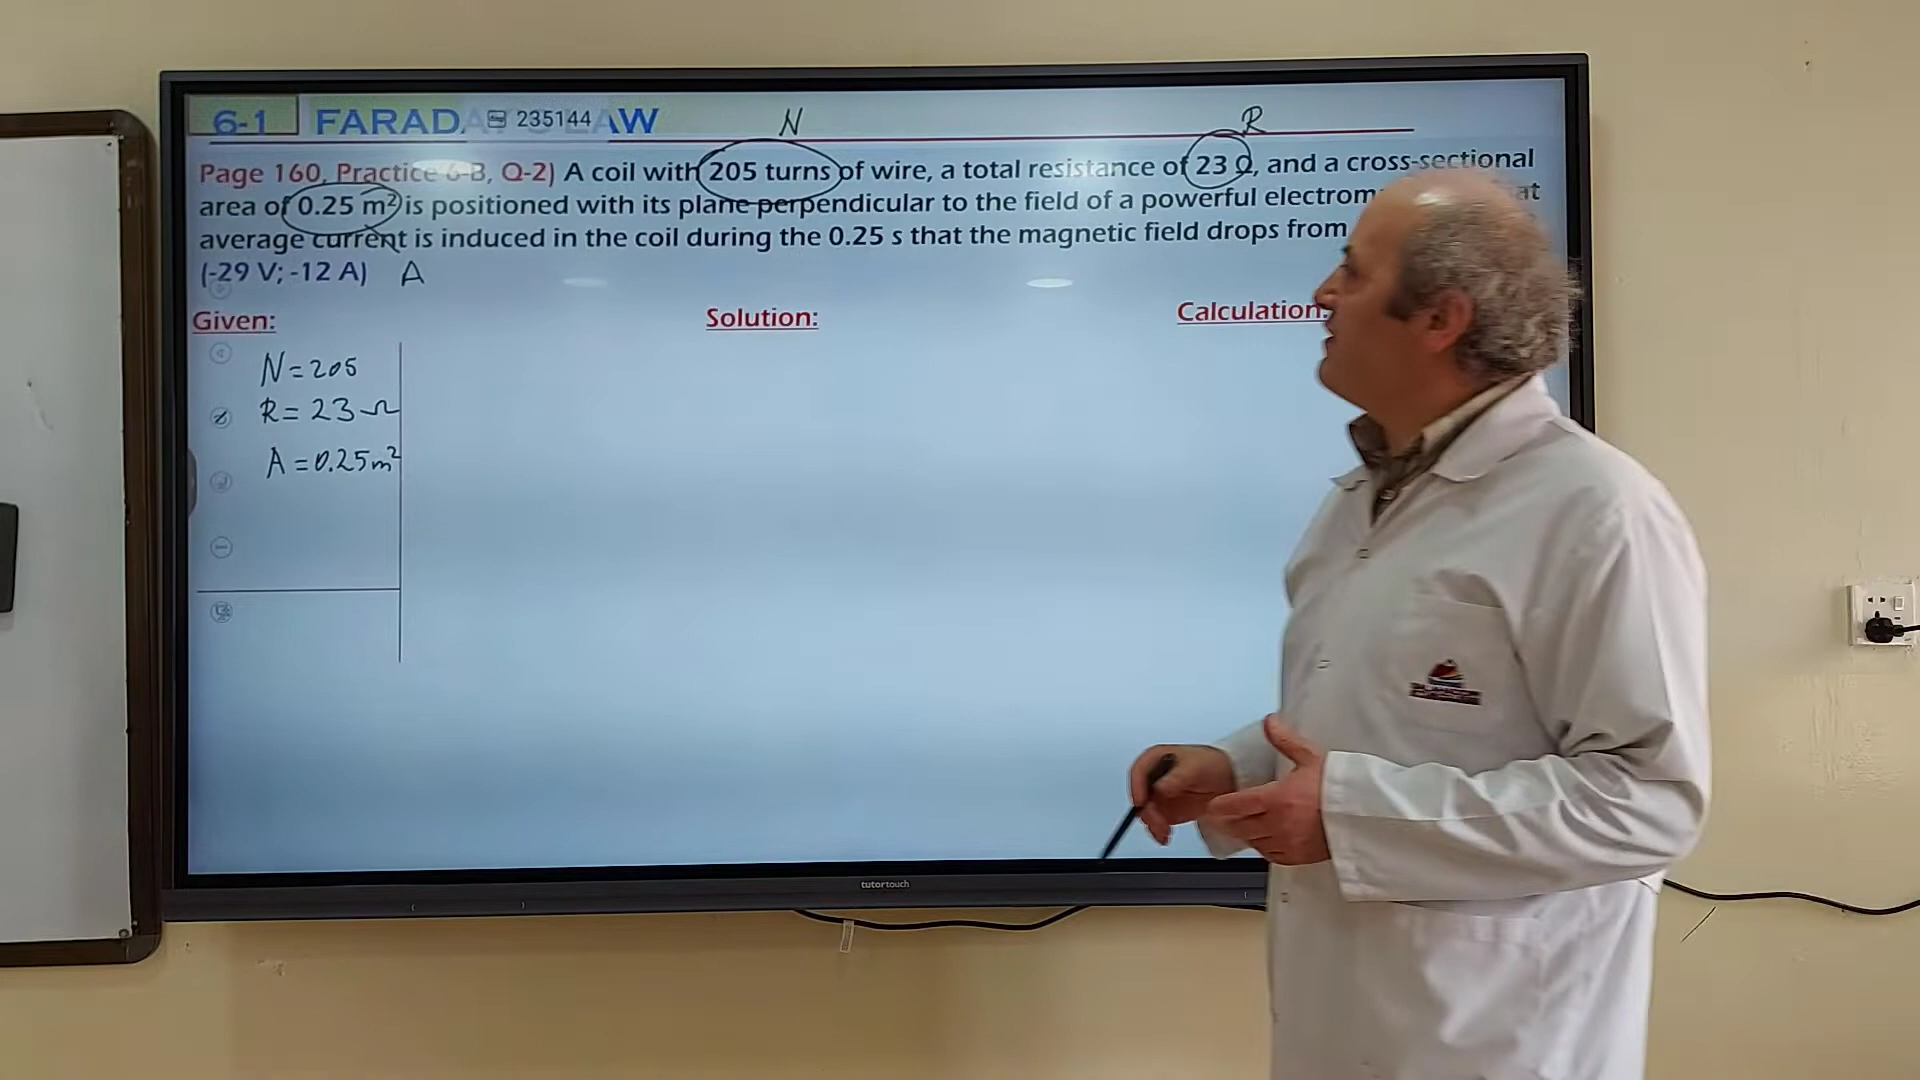 6-1 FARAD 235144 AW
N R
Page 160, Practice 6-B, Q-2) A coil with 205 turns of wire, a total resistance of 23 Ω, and a cross-sectional
area of 0.25 m² is positioned with its plane perpendicular to the field of a powerful electrom at
average current is induced in the coil during the 0.25 s that the magnetic field drops from
(-29 V; -12 A) A
Given: Solution: Calculation:
N = 205
R = 23 Ω
A = 0.25 m²
tutortouch